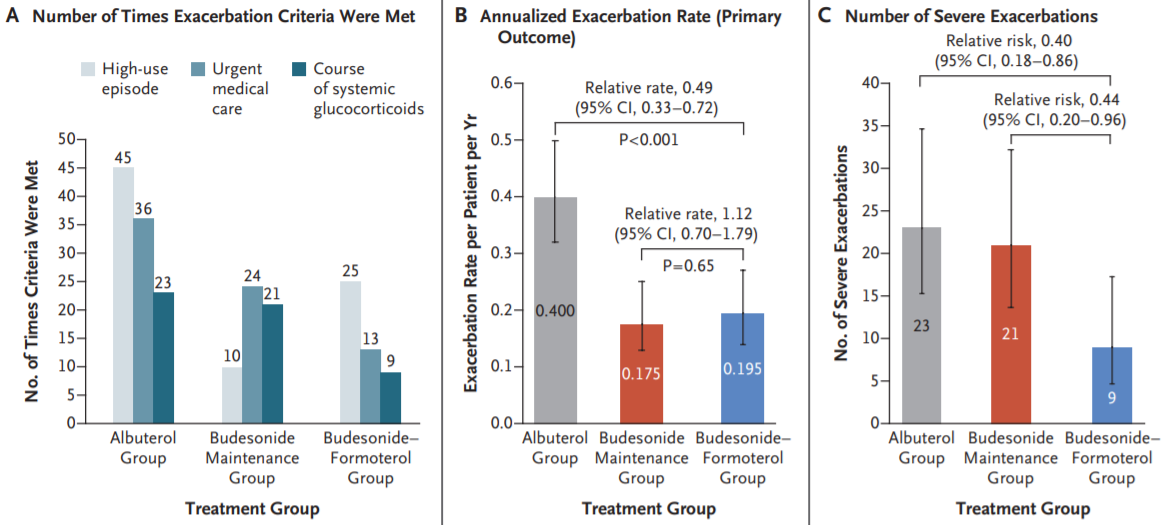 A Number of Times Exacerbation Criteria Were Met
High-use
episode
Urgent
medical
care
Course
of systemic
glucocorticoids
No. of Times Criteria Were Met
50
45
40
35
30
25
20
15
10
5
0
45
36
23
10
24
21
25
13
9
Albuterol
Group
Budesonide
Maintenance
Group
Budesonide–
Formoterol
Group
Treatment Group
B Annualized Exacerbation Rate (Primary
Outcome)
Exacerbation Rate per Patient per Yr
0.6
0.5
0.4
0.3
0.2
0.1
0.0
Relative rate, 0.49
(95% CI, 0.33–0.72)
P<0.001
Relative rate, 1.12
(95% CI, 0.70–1.79)
P=0.65
0.400
0.175
0.195
Albuterol
Group
Budesonide
Maintenance
Group
Budesonide–
Formoterol
Group
Treatment Group
C Number of Severe Exacerbations
Relative risk, 0.40
(95% CI, 0.18–0.86)
Relative risk, 0.44
(95% CI, 0.20–0.96)
No. of Severe Exacerbations
40
35
30
25
20
15
10
5
0
23
21
9
Albuterol
Group
Budesonide
Maintenance
Group
Budesonide–
Formoterol
Group
Treatment Group